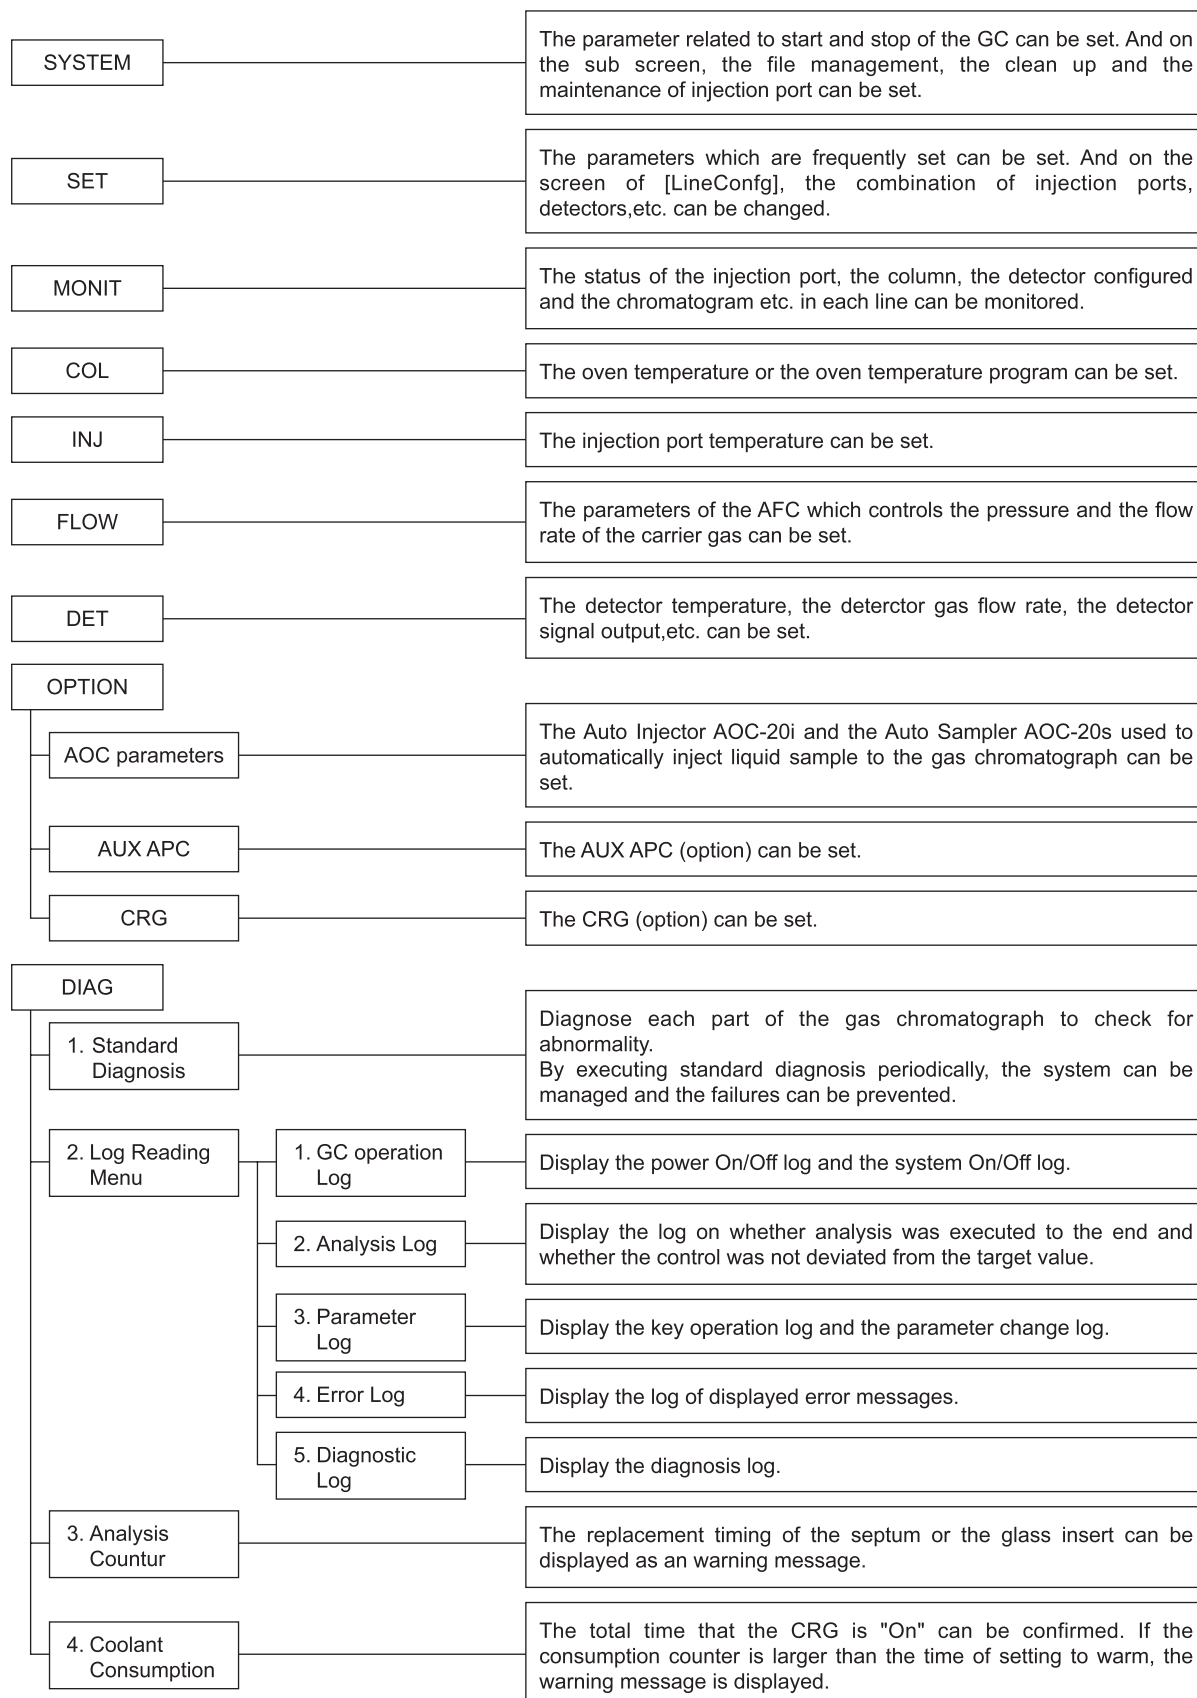 SYSTEM
The parameter related to start and stop of the GC can be set. And on
the sub screen, the file management, the clean up and the
maintenance of injection port can be set.
SET
The parameters which are frequently set can be set. And on the
screen of [LineConfg], the combination of injection ports,
detectors,etc. can be changed.
MONIT
The status of the injection port, the column, the detector configured
and the chromatogram etc. in each line can be monitored.
COL
The oven temperature or the oven temperature program can be set.
INJ
The injection port temperature can be set.
FLOW
The parameters of the AFC which controls the pressure and the flow
rate of the carrier gas can be set.
DET
The detector temperature, the deterctor gas flow rate, the detector
signal output,etc. can be set.
OPTION
AOC parameters
The Auto Injector AOC-20i and the Auto Sampler AOC-20s used to
automatically inject liquid sample to the gas chromatograph can be
set.
AUX APC
The AUX APC (option) can be set.
CRG
The CRG (option) can be set.
DIAG
1. Standard
Diagnosis
Diagnose each part of the gas chromatograph to check for
abnormality.
By executing standard diagnosis periodically, the system can be
managed and the failures can be prevented.
2. Log Reading
Menu
1. GC operation
Log
Display the power On/Off log and the system On/Off log.
2. Analysis Log
Display the log on whether analysis was executed to the end and
whether the control was not deviated from the target value.
3. Parameter
Log
Display the key operation log and the parameter change log.
4. Error Log
Display the log of displayed error messages.
5. Diagnostic
Log
Display the diagnosis log.
3. Analysis
Countur
The replacement timing of the septum or the glass insert can be
displayed as an warning message.
4. Coolant
Consumption
The total time that the CRG is "On" can be confirmed. If the
consumption counter is larger than the time of setting to warm, the
warning message is displayed.